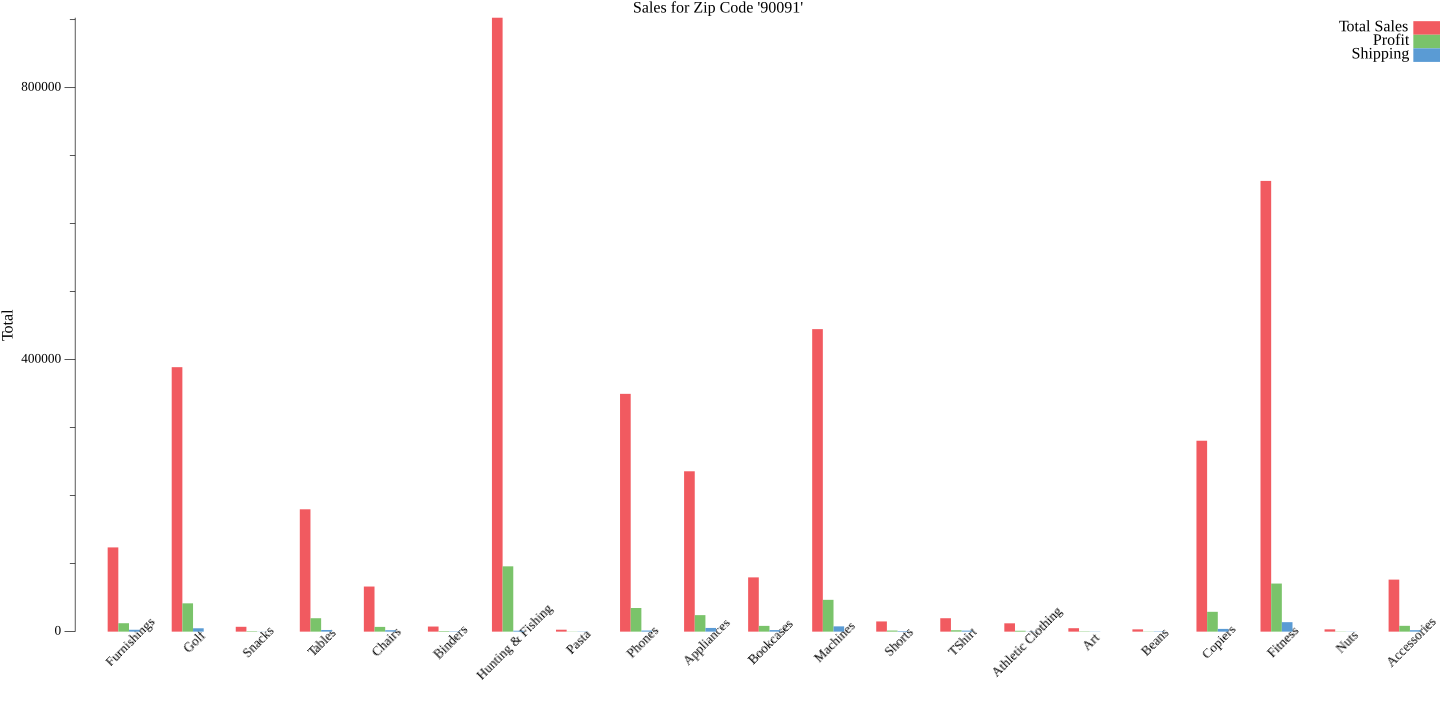 Sales for Zip Code '90091'
Total Sales
Profit
Shipping
800000
400000
0
Total
Furnishings
Golf
Snacks
Tables
Chairs
Binders
Hunting & Fishing
Pasta
Phones
Appliances
Bookcases
Machines
Shorts
TShirt
Athletic Clothing
Art
Beans
Copiers
Fitness
Nuts
Accessories